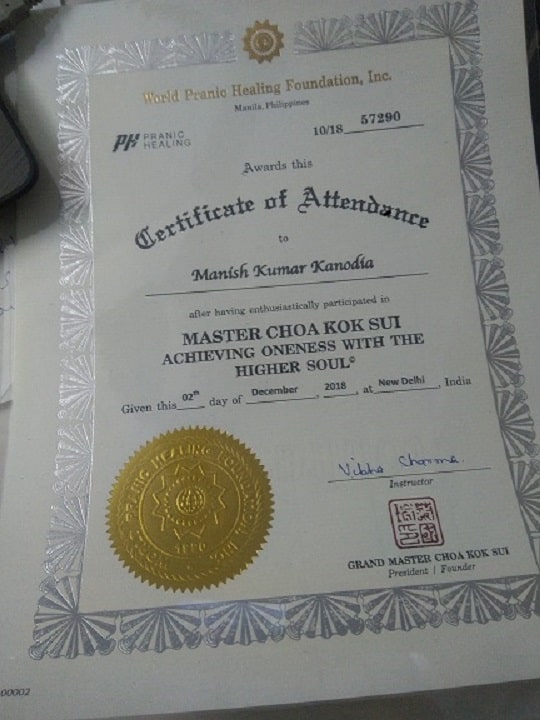 World Pranic Healing Foundation, Inc.
Manila, Philippines
PH PRANIC HEALING
10/18 57290
Awards this
Certificate of Attendance
to
Manish Kumar Kanodia
after having enthusiastically participated in
MASTER CHOA KOK SUI
ACHIEVING ONENESS WITH THE
HIGHER SOUL©
Given this 02th day of December, 2018, at New Delhi, India
Instructor
GRAND MASTER CHOA KOK SUI
President / Founder
00002